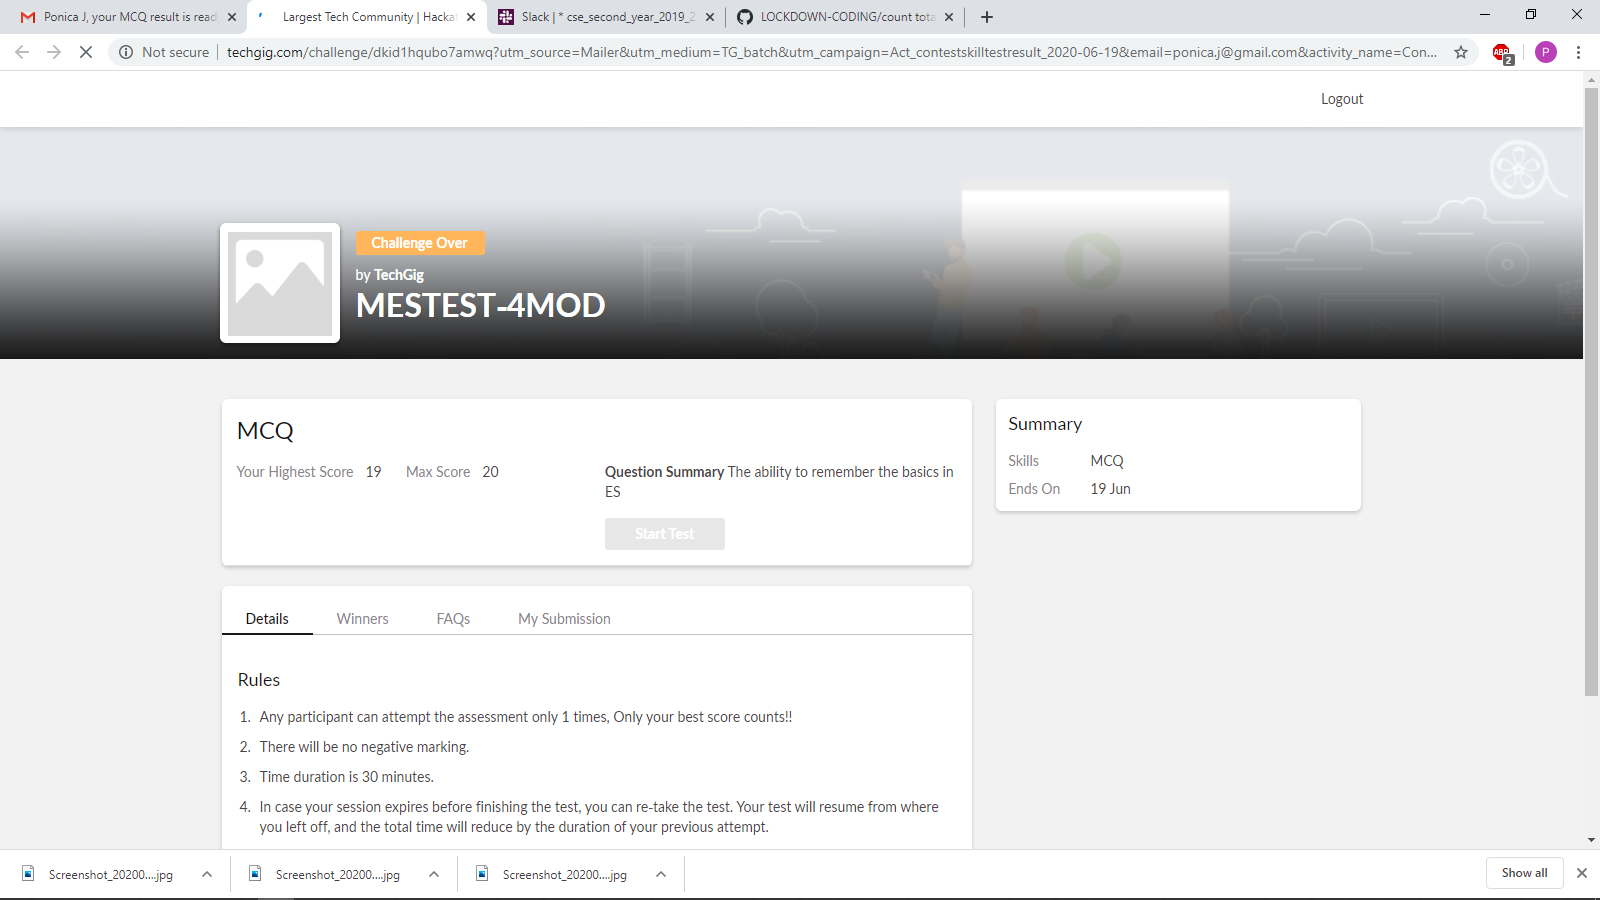 Ponica J, your MCQ result is read
Largest Tech Community | Hacka
Slack | * cse_second_year_2019_2
LOCKDOWN-CODING/count tota
Not secure
techgig.com/challenge/dkid1hqubo7amwq?utm_source=Mailer&utm_medium=TG_batch&utm_campaign=Act_contestskilltestresult_2020-06-19&email=ponica.j@gmail.com&activity_name=Con...
ABP
2
P
Logout
Challenge Over
by TechGig
MESTEST-4MOD
MCQ
Your Highest Score 19 Max Score 20
Question Summary The ability to remember the basics in
ES
Start Test
Summary
Skills MCQ
Ends On 19 Jun
Details Winners FAQs My Submission
Rules
1. Any participant can attempt the assessment only 1 times, Only your best score counts!!
2. There will be no negative marking.
3. Time duration is 30 minutes.
4. In case your session expires before finishing the test, you can re-take the test. Your test will resume from where
you left off, and the total time will reduce by the duration of your previous attempt.
Screenshot_20200....jpg
Screenshot_20200....jpg
Screenshot_20200....jpg
Show all